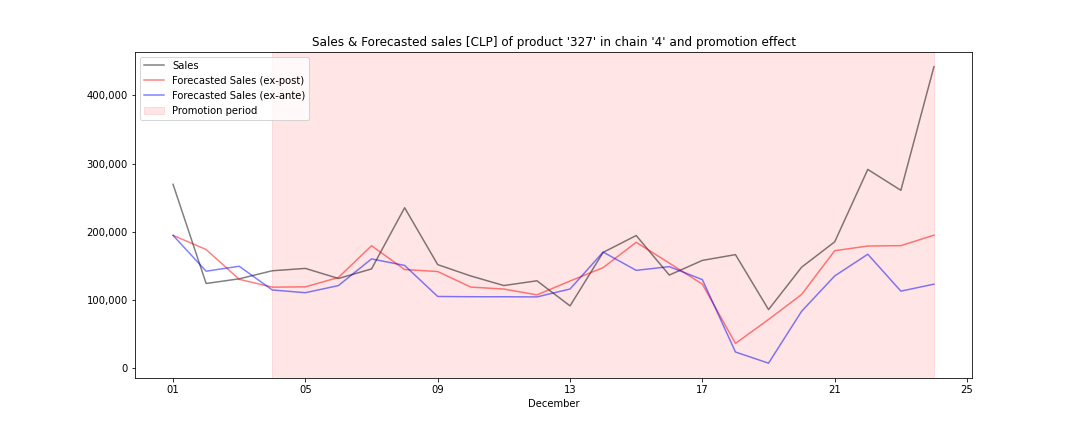 Sales & Forecasted sales [CLP] of product '327' in chain '4' and promotion effect
Sales
Forecasted Sales (ex-post)
Forecasted Sales (ex-ante)
Promotion period
400,000
300,000
200,000
100,000
0
01 05 09 13 17 21 25
December